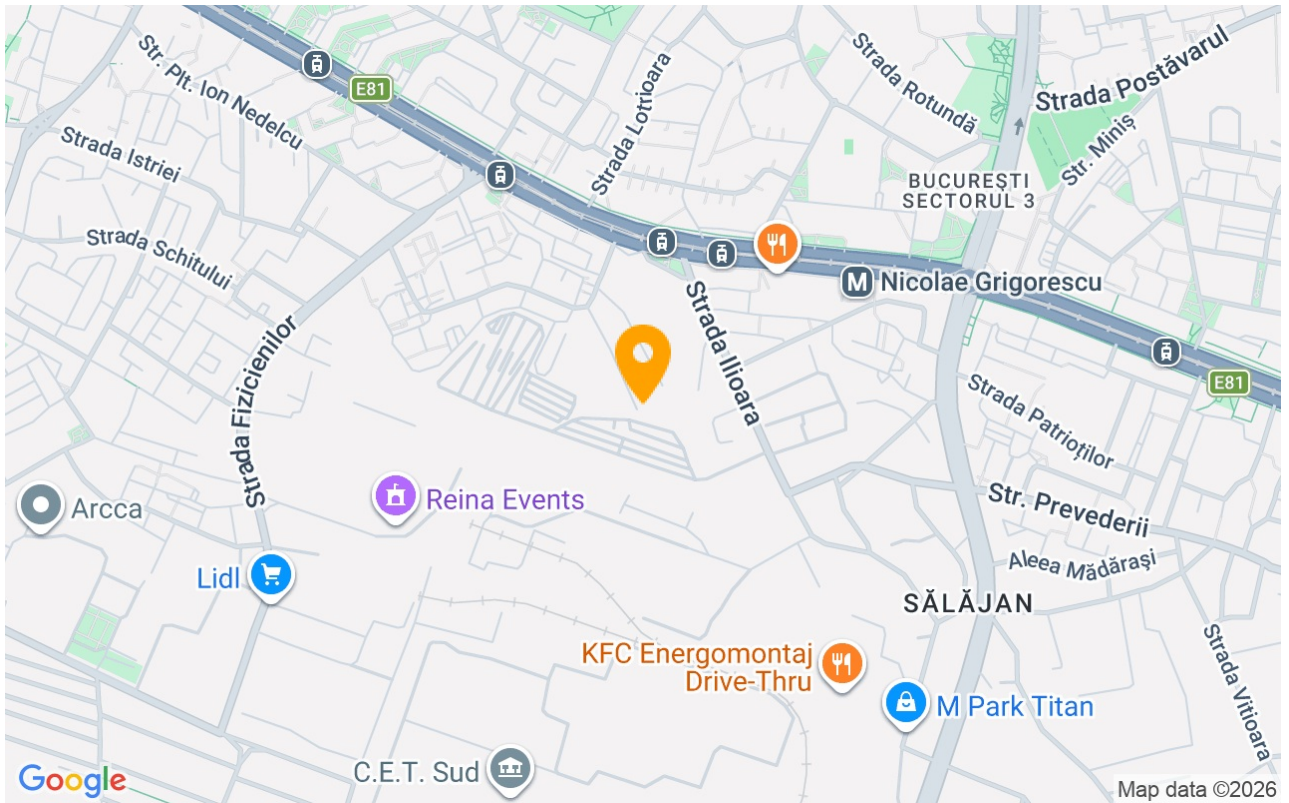 Str. Plt. Ion Nedelcu
E81
Strada Lotrioara
Strada Rotundă
Strada Postăvarul
Str. Miniș
Strada Istriei
BUCUREȘTI
SECTORUL 3
Strada Schitului
Nicolae Grigorescu
Strada Ilioara
Strada Fizicienilor
E81
Strada Patrioților
Arcca
Reina Events
Str. Prevederii
Aleea Mădărași
Lidl
SĂLĂJAN
KFC Energomontaj
Drive-Thru
Strada Vitioara
M Park Titan
C.E.T. Sud
Google
Map data ©2026